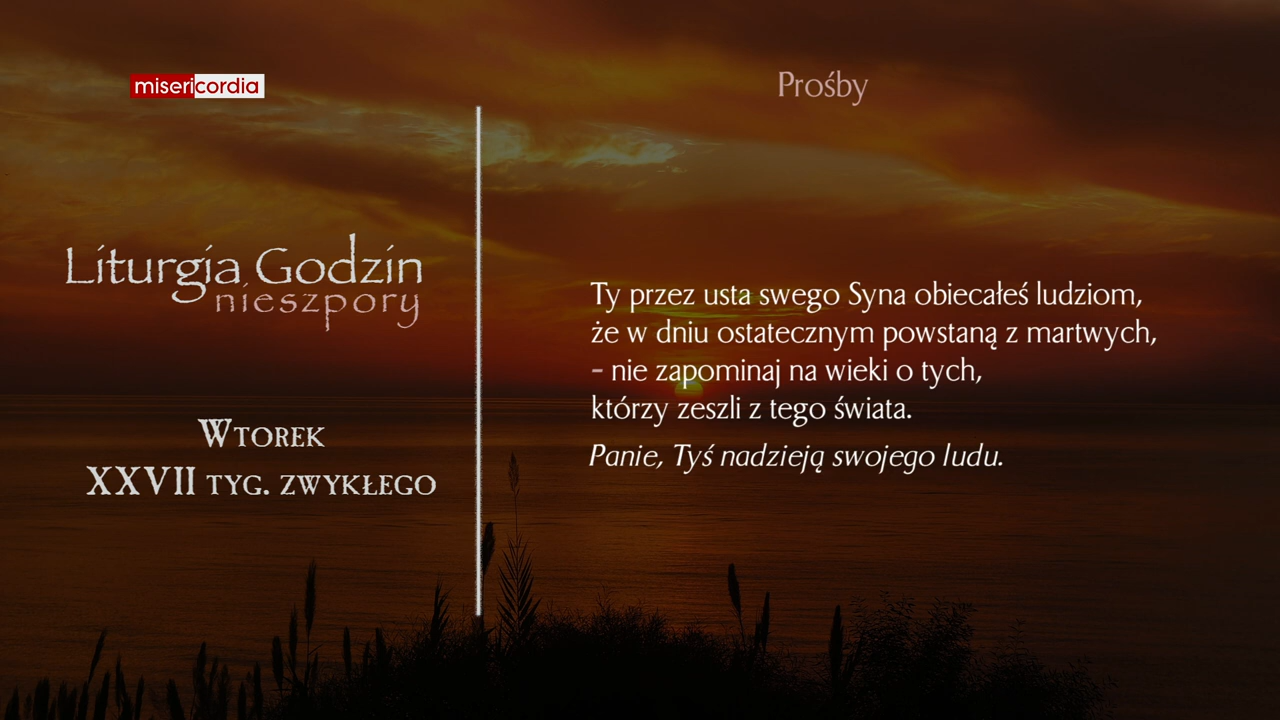 misericordia
Liturgia Godzin
nieszpory
Wtorek
XXVII tyg. zwykłego
Prośby
Ty przez usta swego Syna obiecałeś ludziom,
że w dniu ostatecznym powstaną z martwych,
- nie zapominaj na wieki o tych,
którzy zeszli z tego świata.
Panie, Tyś nadzieją swojego ludu.